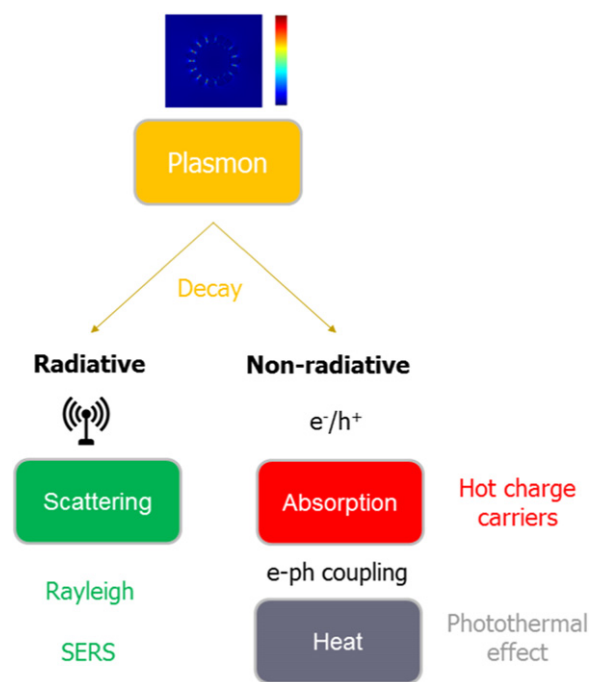 Plasmon
Decay
Radiative
Non-radiative
e⁻/h⁺
Scattering
Absorption
Hot charge
carriers
e-ph coupling
Rayleigh
SERS
Heat
Photothermal
effect